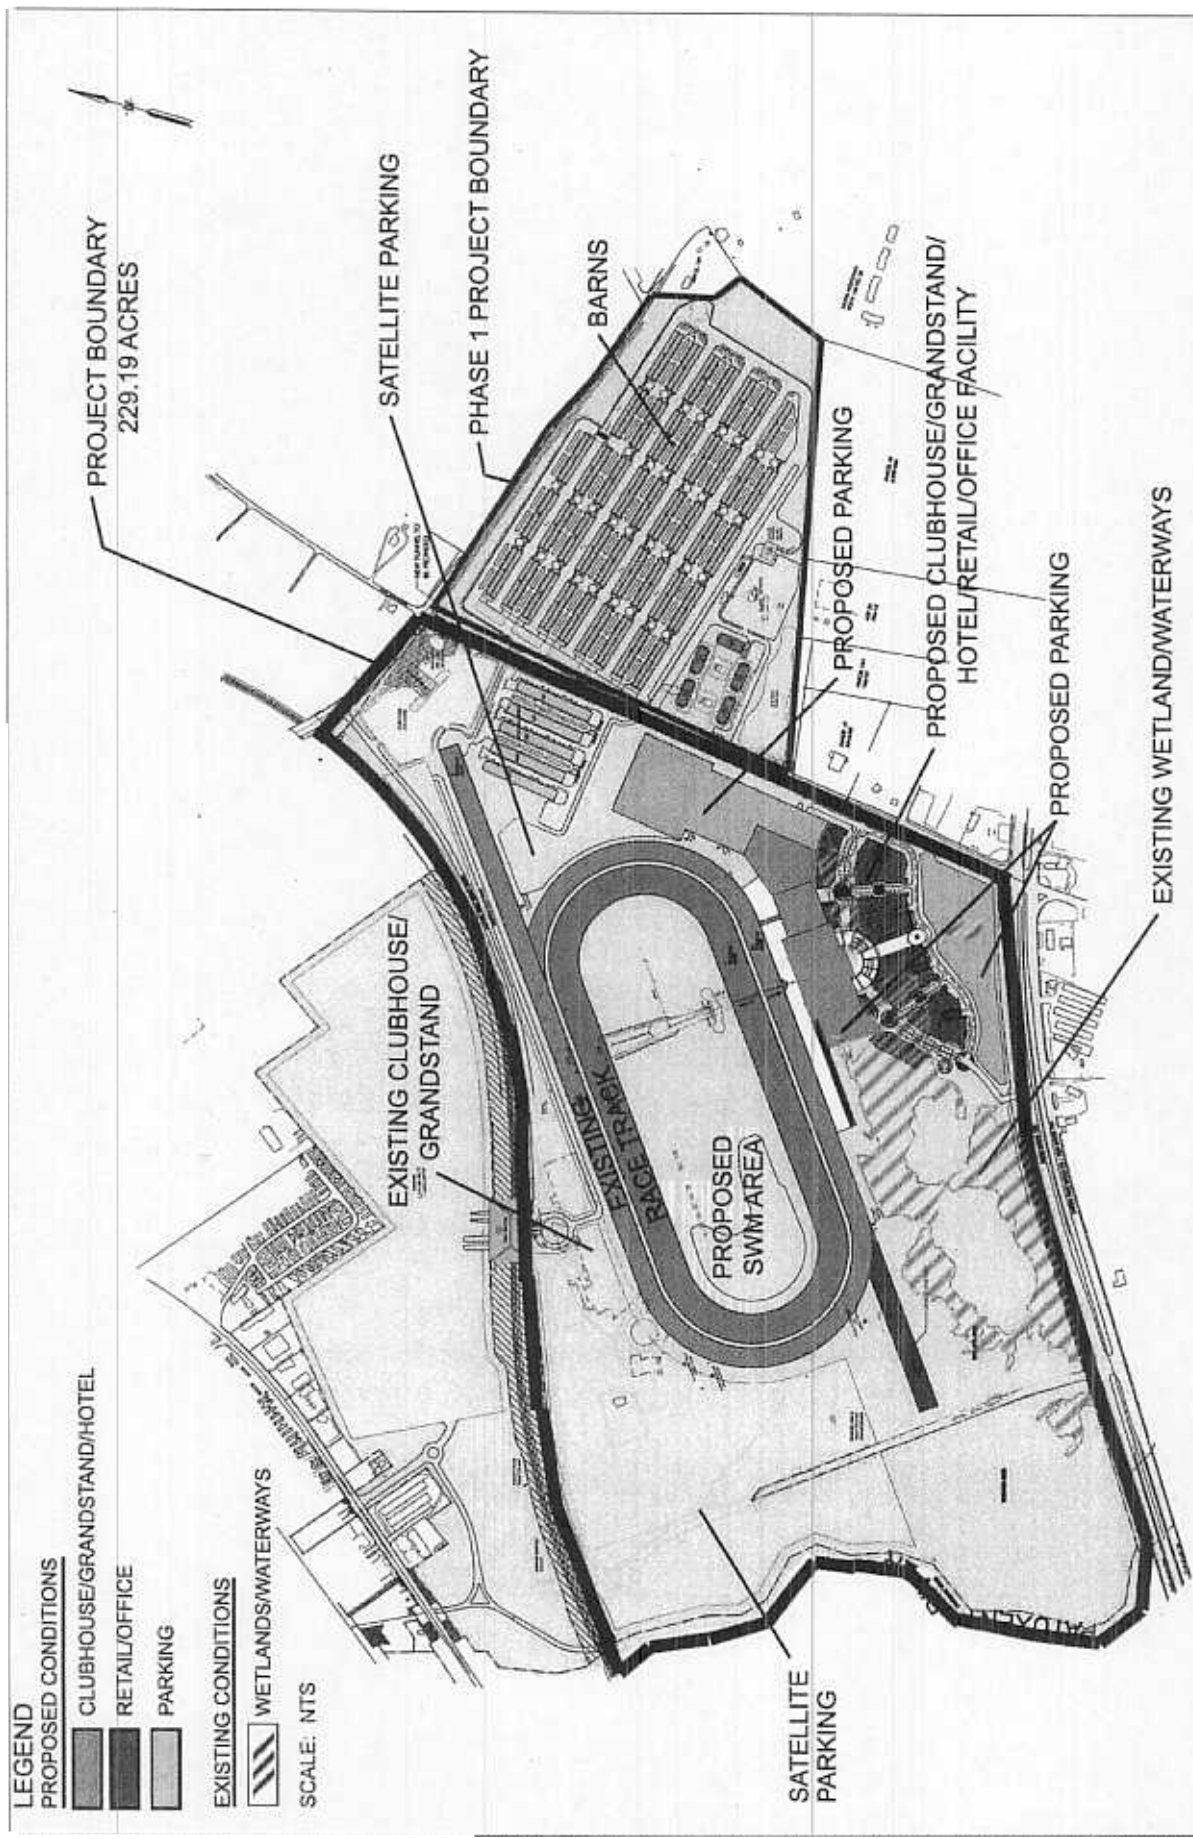 LEGEND
PROPOSED CONDITIONS
CLUBHOUSE/GRANDSTAND/HOTEL
RETAIL/OFFICE
PARKING
EXISTING CONDITIONS
WETLANDS/WATERWAYS
SCALE: NTS
PROJECT BOUNDARY
229.19 ACRES
SATELLITE PARKING
PHASE 1 PROJECT BOUNDARY
BARNS
EXISTING CLUBHOUSE/
GRANDSTAND
EXISTING
RACE TRACK
PROPOSED
SWM AREA
PROPOSED PARKING
PROPOSED CLUBHOUSE/GRANDSTAND/
HOTEL/RETAIL/OFFICE FACILITY
PROPOSED PARKING
EXISTING WETLAND/WATERWAYS
SATELLITE
PARKING